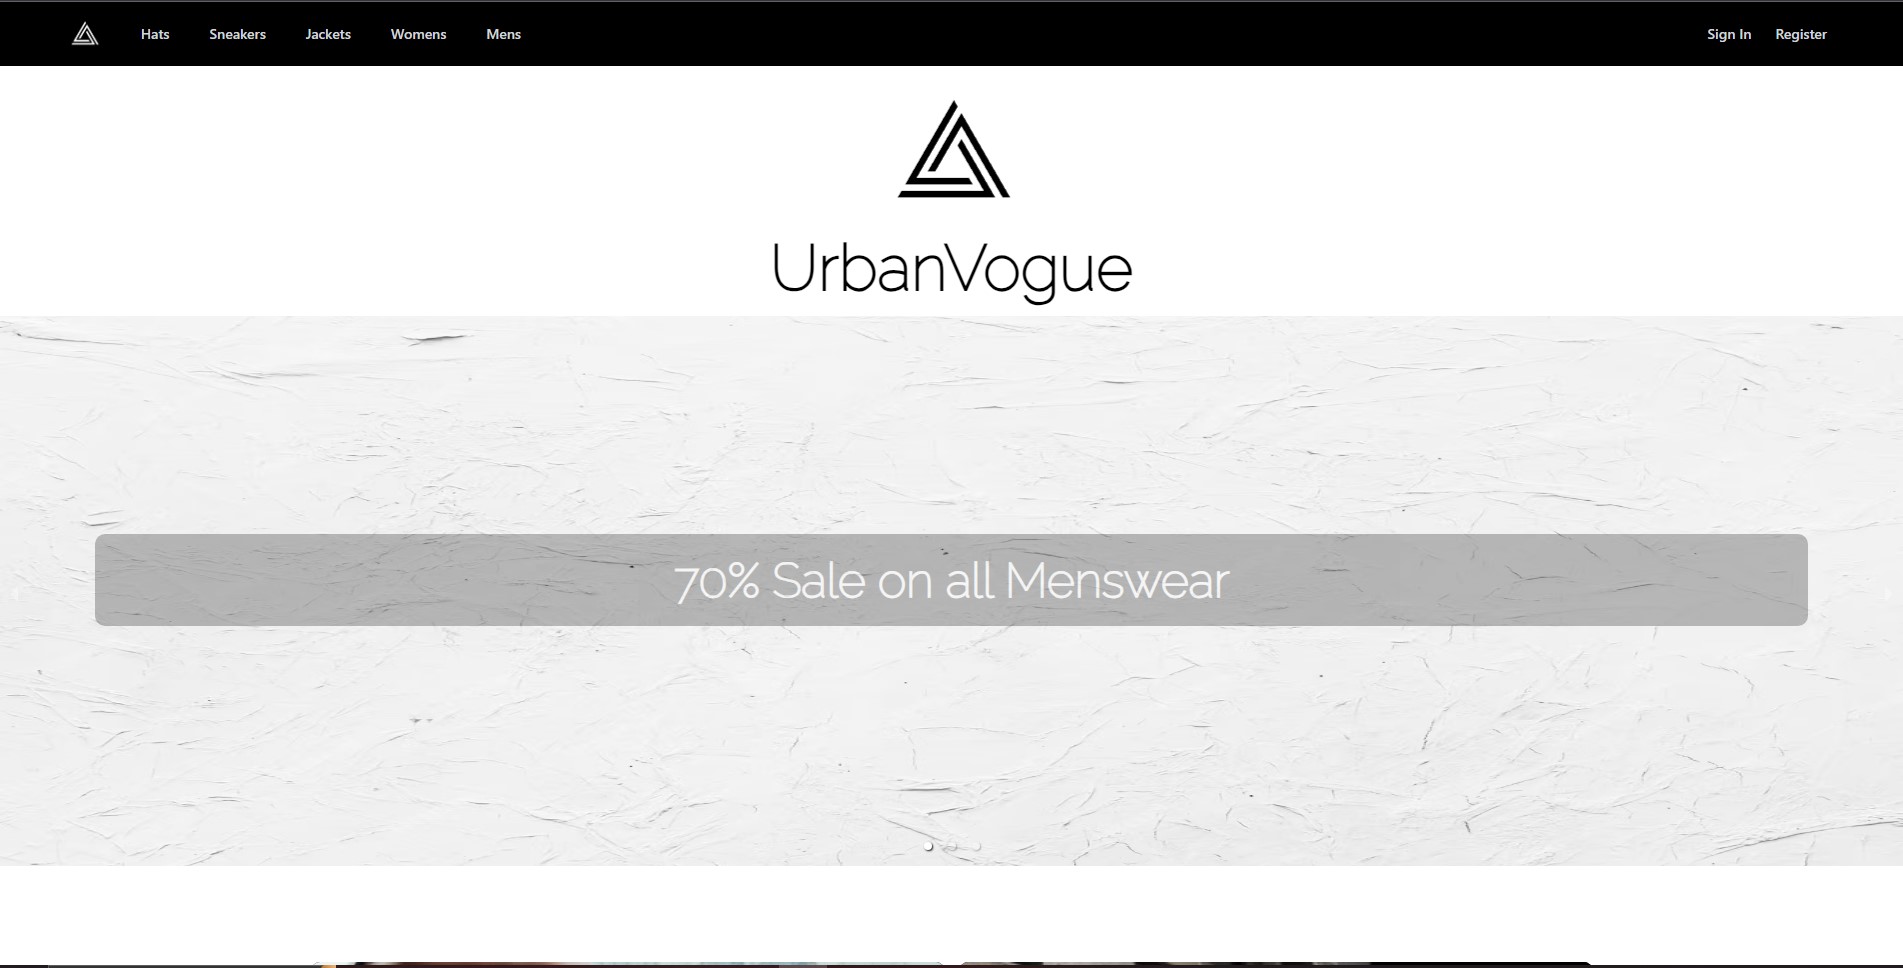 Hats Sneakers Jackets Womens Mens Sign In Register
UrbanVogue
70% Sale on all Menswear